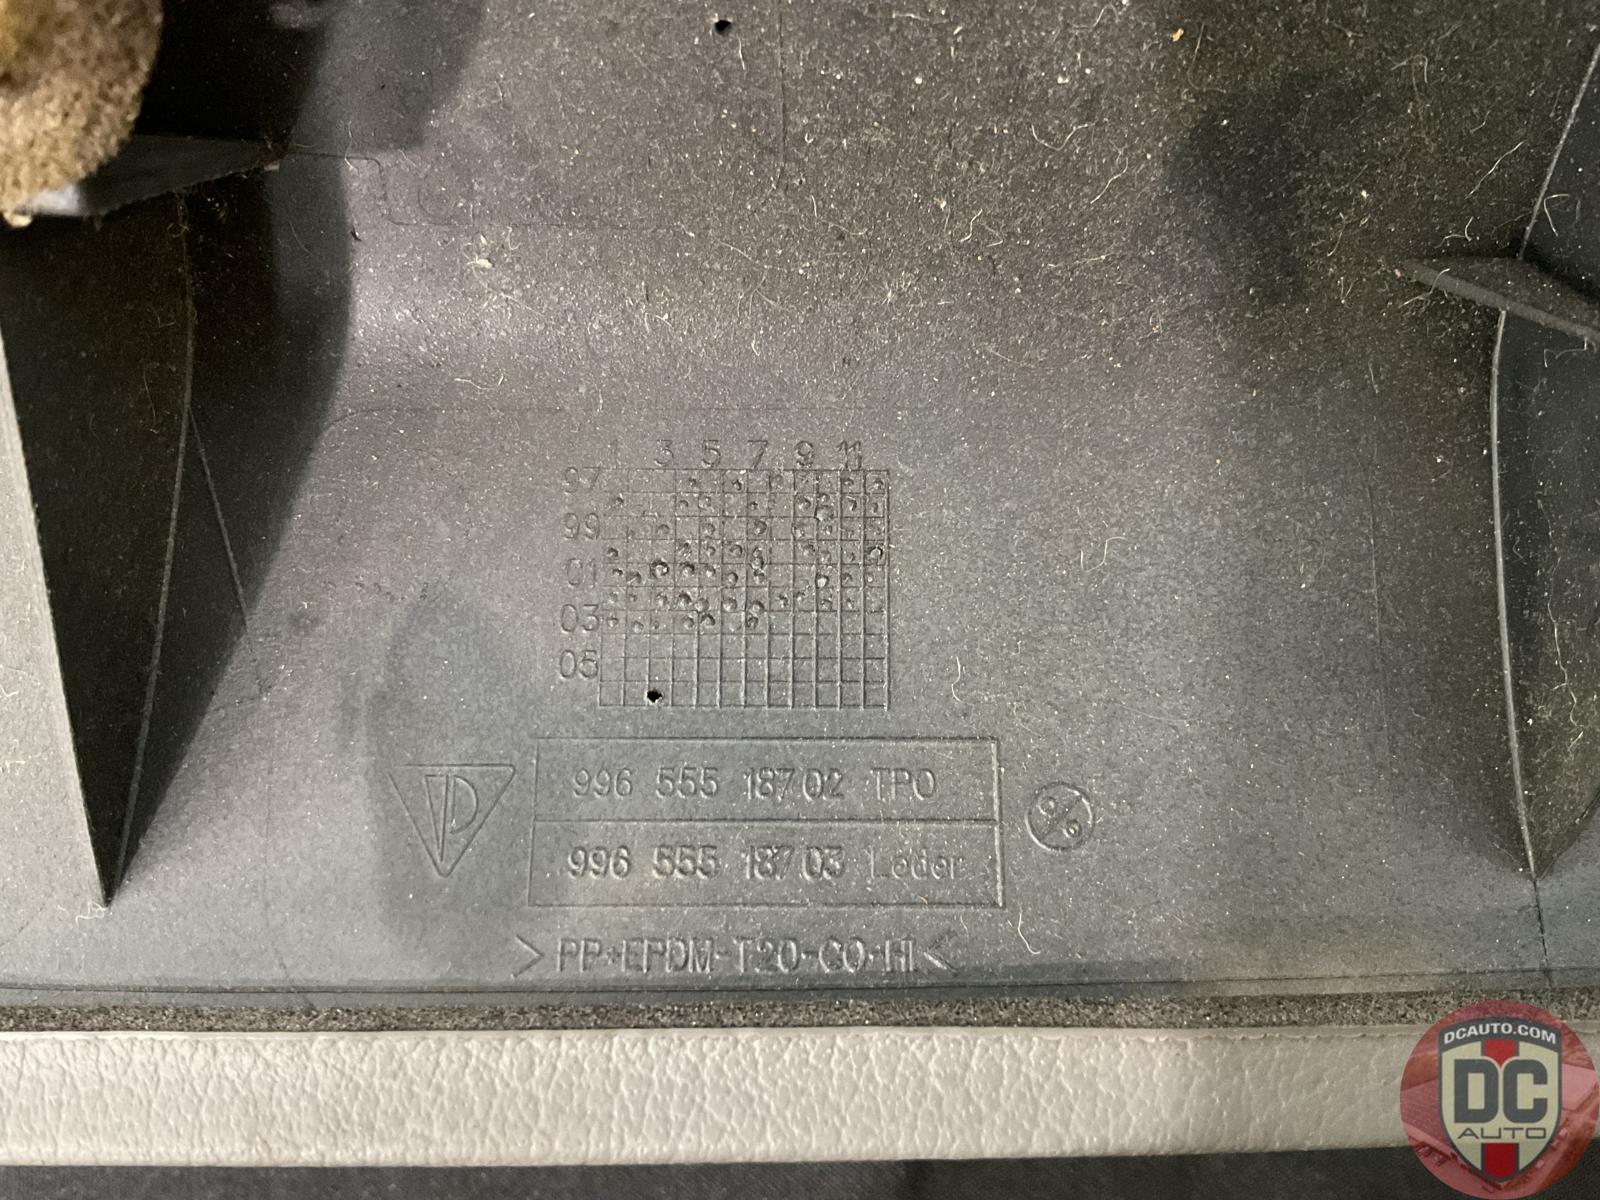 1 3 5 7 9 11
97
99
01
03
05
996 555 187 02 TPO
996 555 187 03 Leder
>PP+EPDM-T20-CO-HI<
DCAUTO.COM
DC
AUTO